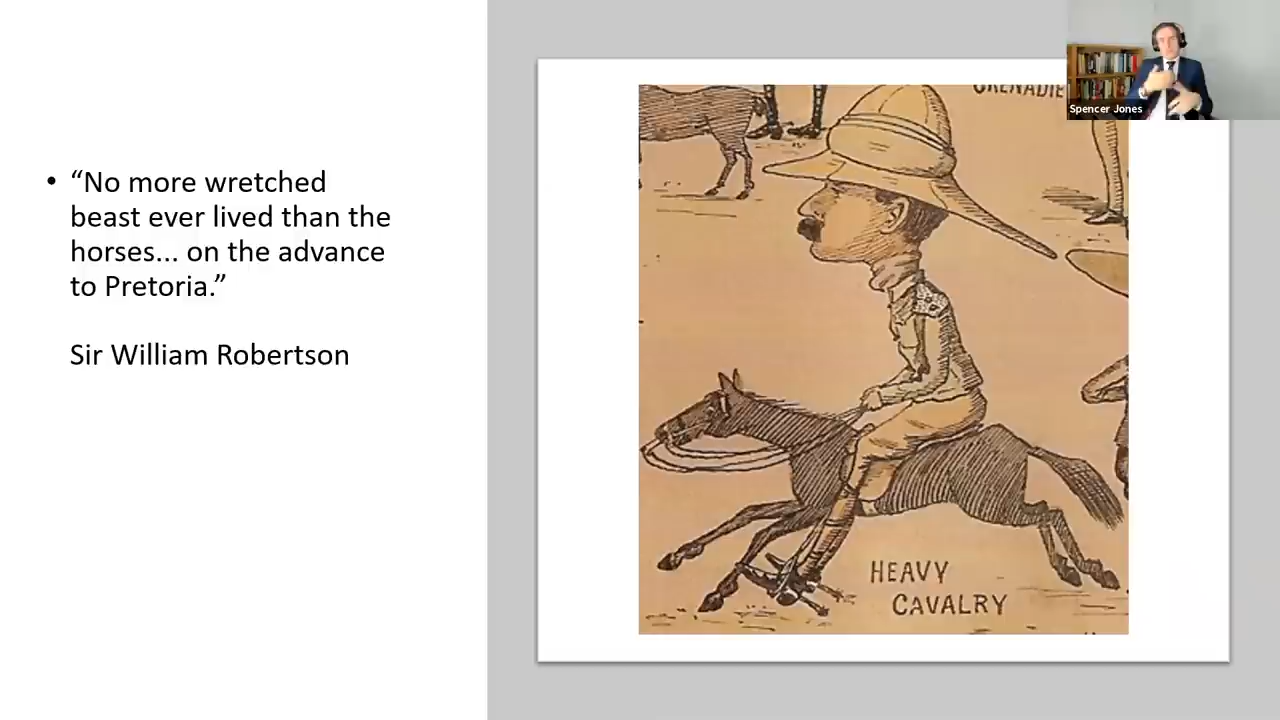 • “No more wretched
beast ever lived than the
horses... on the advance
to Pretoria.”
Sir William Robertson
HEAVY
CAVALRY
Spencer Jones